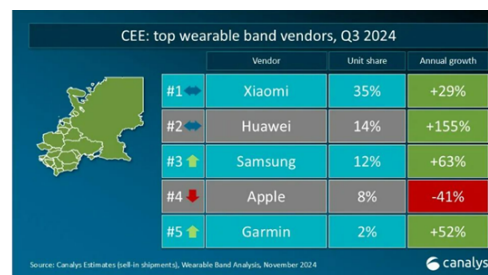 CEE: top wearable band vendors, Q3 2024
Vendor Unit share Annual growth
#1 Xiaomi 35% +29%
#2 Huawei 14% +155%
#3 Samsung 12% +63%
#4 Apple 8% -41%
#5 Garmin 2% +52%
Source: Canalys Estimates (sell-in shipments), Wearable Band Analysis, November 2024
canalys